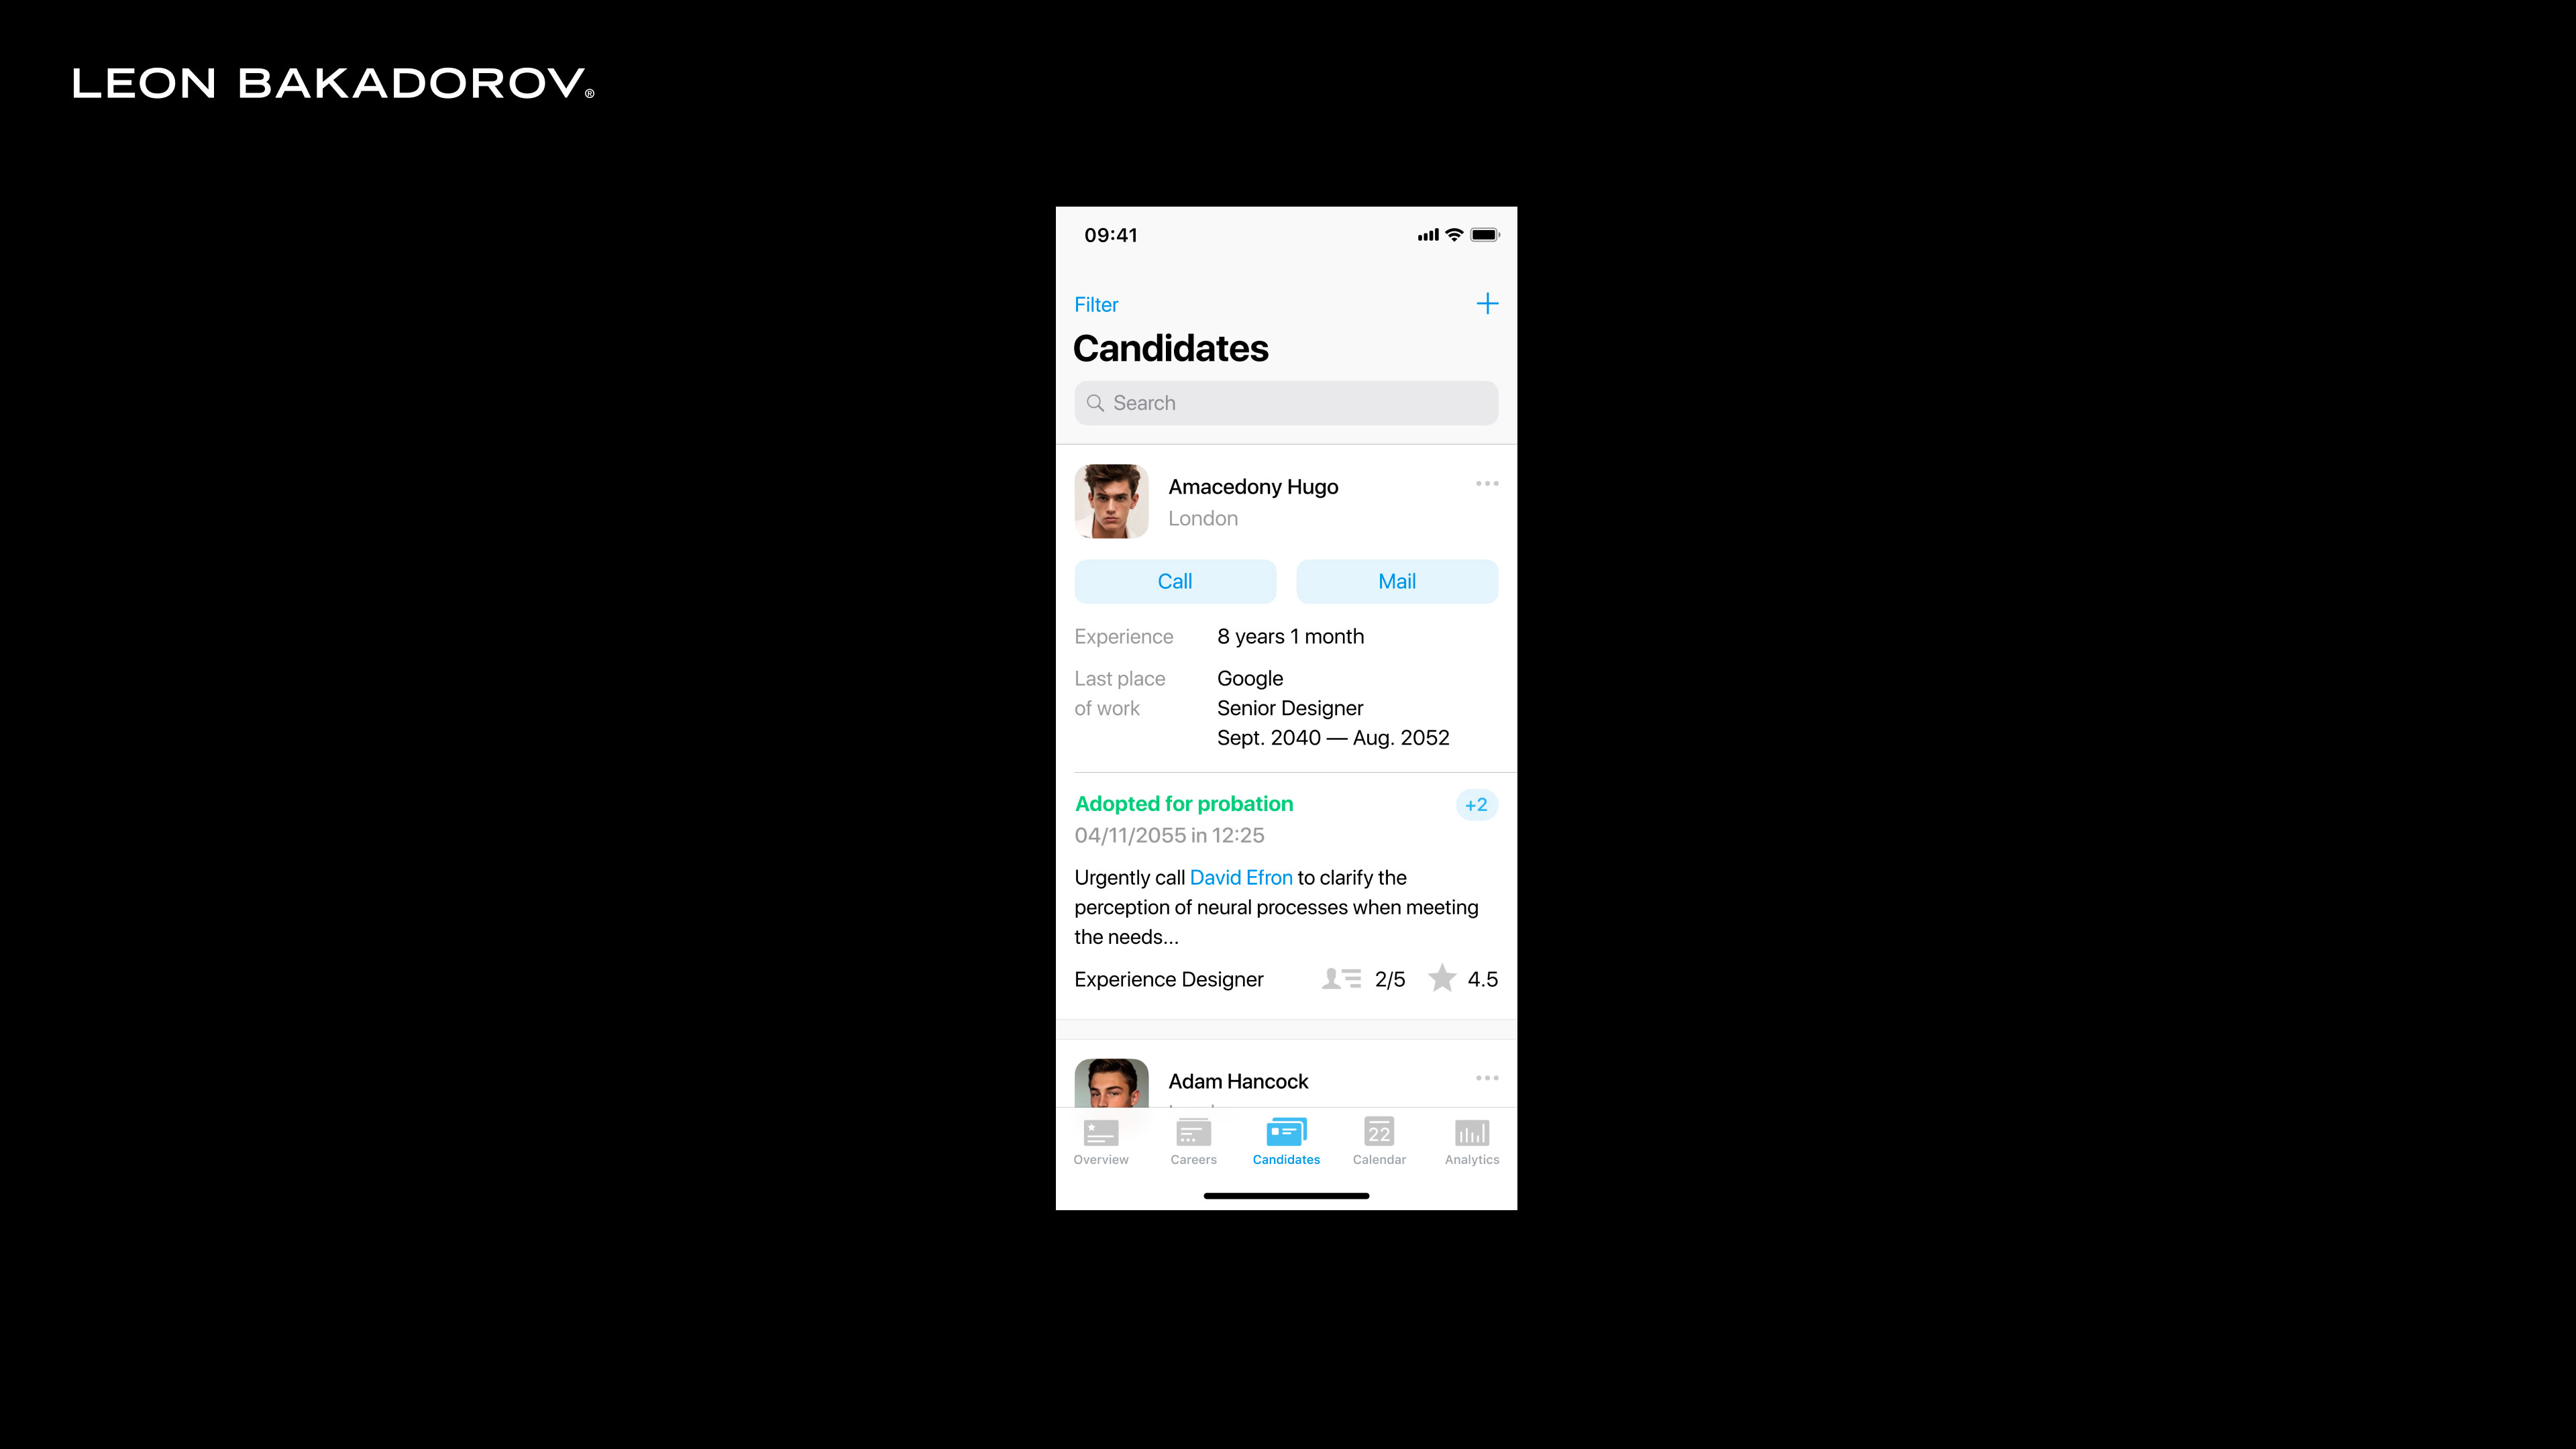 LEON BAKADOROV®
09:41
Filter
Candidates
Search
Amacedony Hugo
London
Call Mail
Experience 8 years 1 month
Last place Google
of work Senior Designer
Sept. 2040 — Aug. 2052
Adopted for probation +2
04/11/2055 in 12:25
Urgently call David Efron to clarify the
perception of neural processes when meeting
the needs...
Experience Designer 2/5 4.5
Adam Hancock
22
Overview Careers Candidates Calendar Analytics